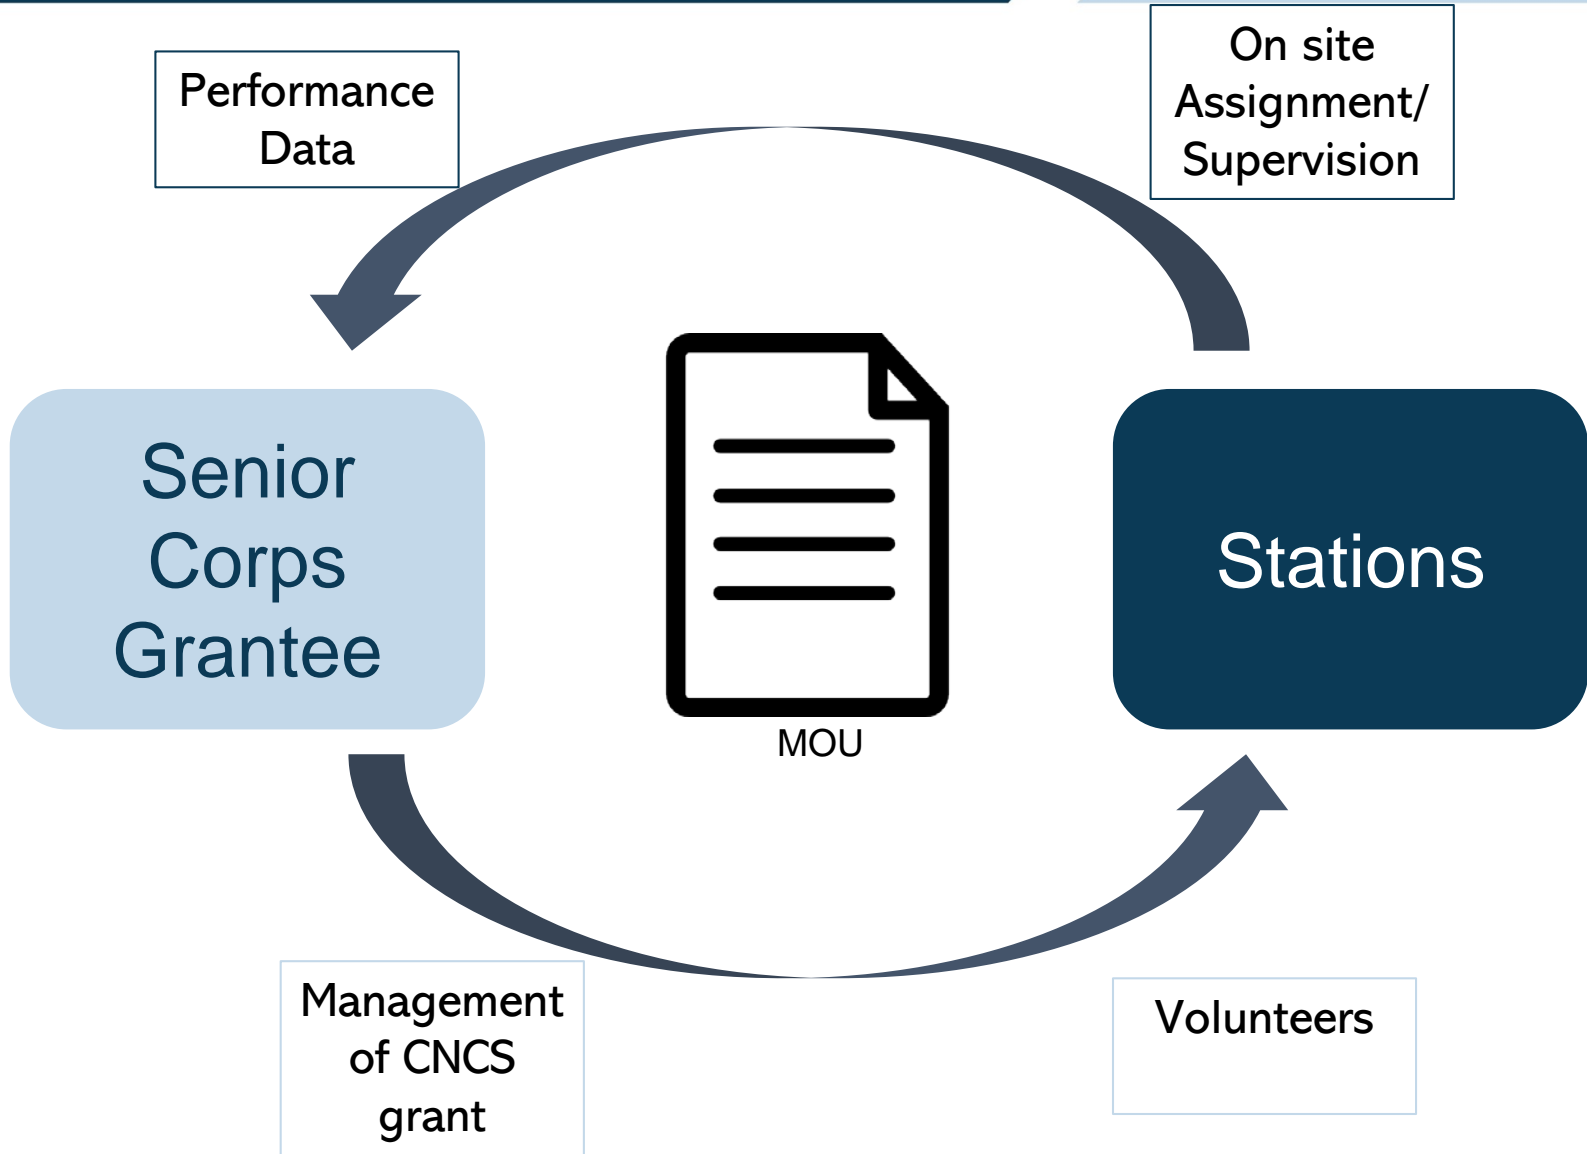 Performance
Data
On site
Assignment/
Supervision
Senior
Corps
Grantee
MOU
Stations
Management
of CNCS
grant
Volunteers